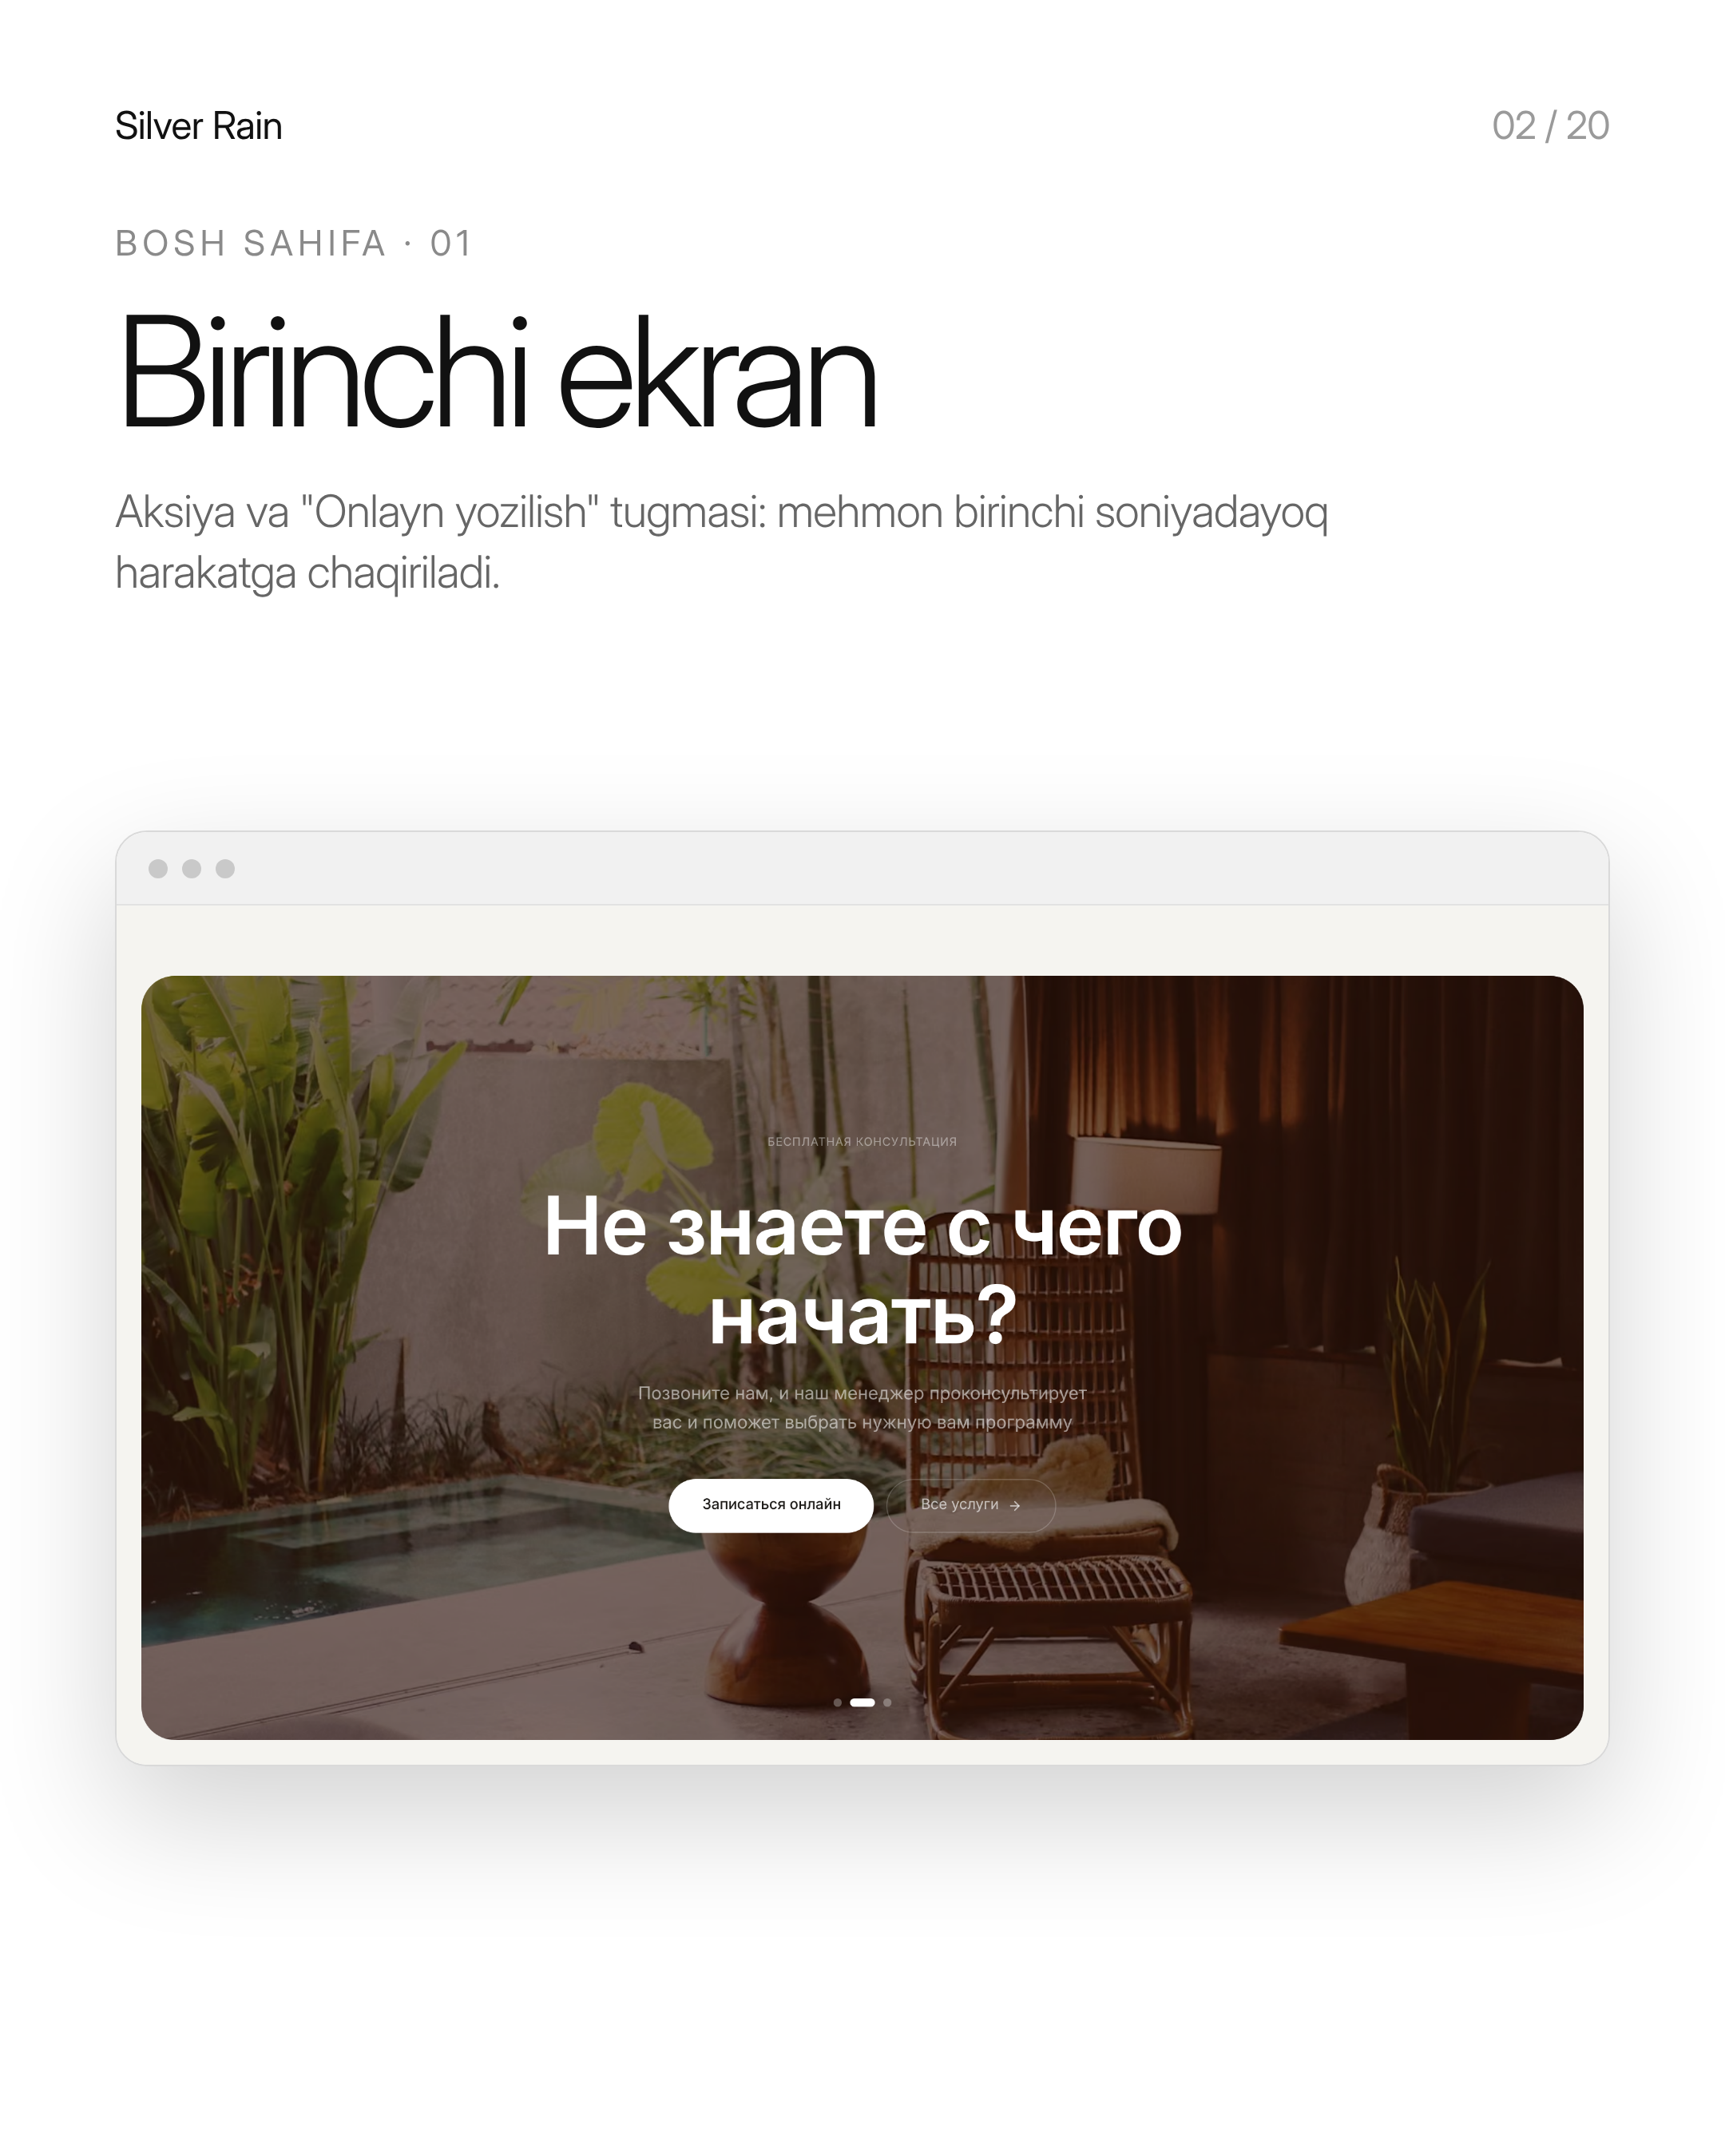 Silver Rain
02 / 20
BOSH SAHIFA · 01
Birinchi ekran
Aksiya va "Onlayn yozilish" tugmasi: mehmon birinchi soniyadayoq
harakatga chaqiriladi.
БЕСПЛАТНАЯ КОНСУЛЬТАЦИЯ
Не знаете с чего
начать?
Позвоните нам, и наш менеджер проконсультирует
вас и поможет выбрать нужную вам программу
Записаться онлайн
Все услуги →